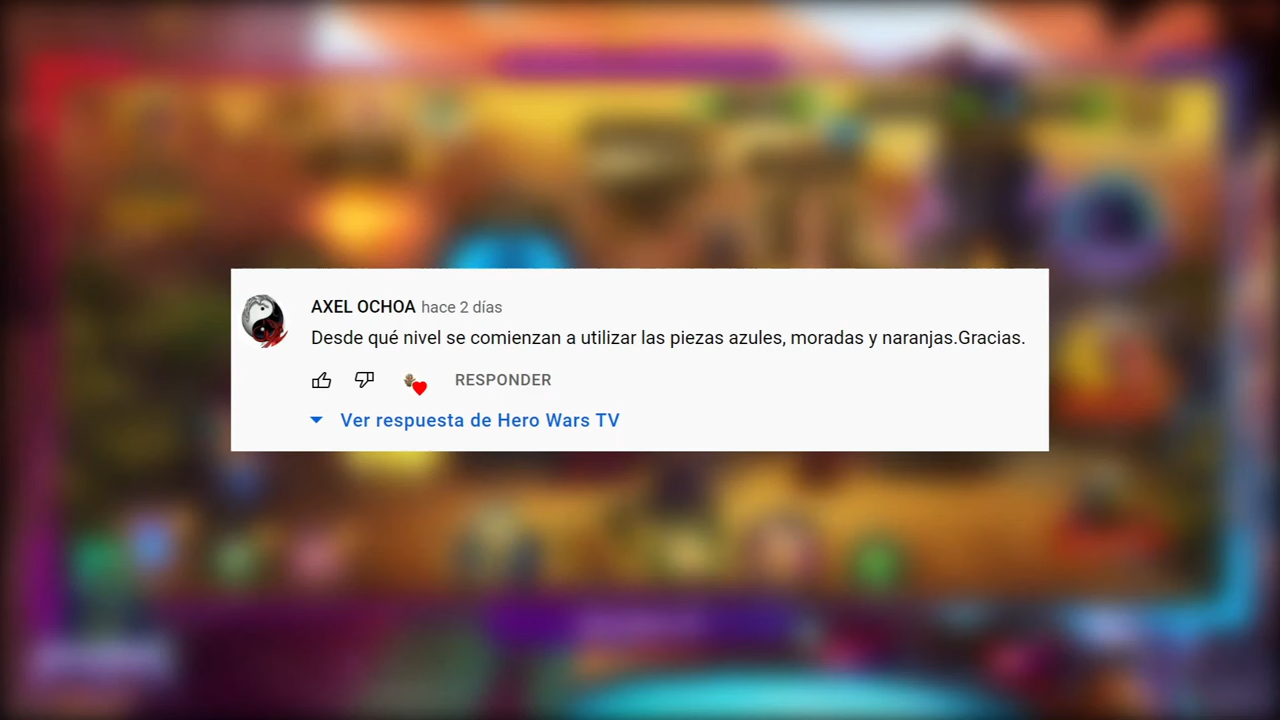 AXEL OCHOA hace 2 días
Desde qué nivel se comienzan a utilizar las piezas azules, moradas y naranjas.Gracias.
RESPONDER
Ver respuesta de Hero Wars TV